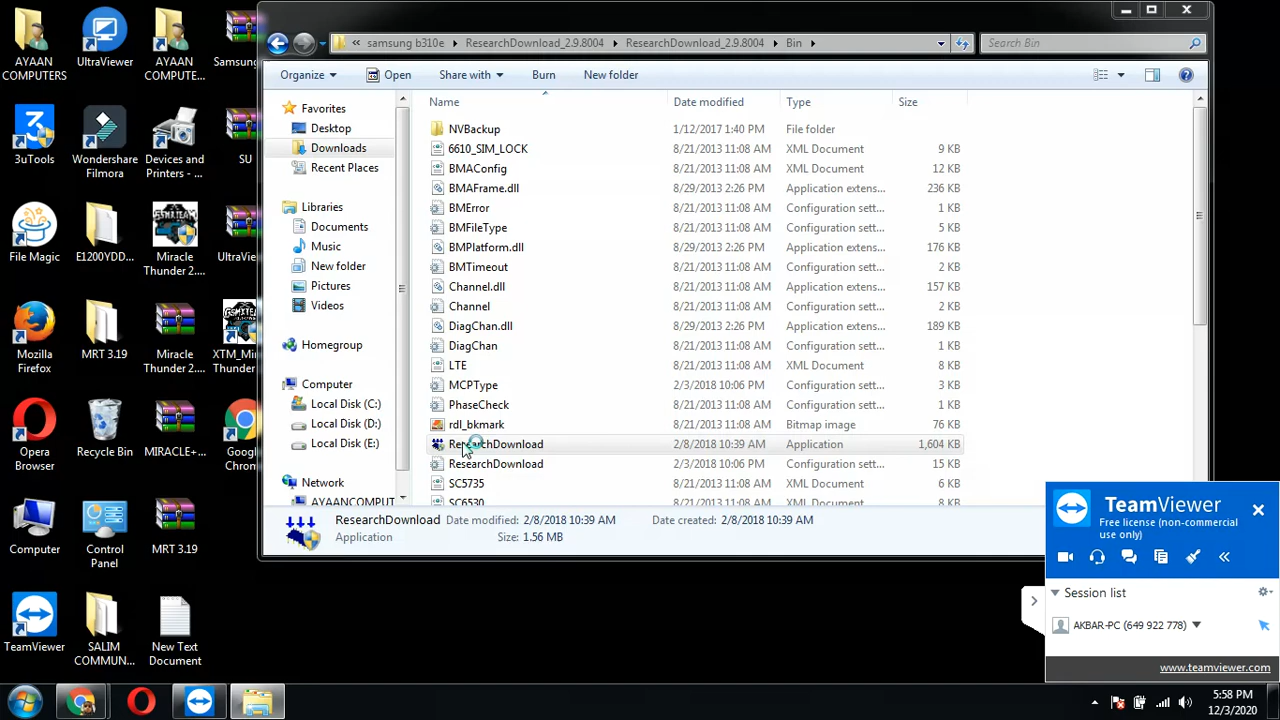 « samsung b310e ▸ ResearchDownload_2.9.8004 ▸ ResearchDownload_2.9.8004 ▸ Bin ▸
Search Bin
Organize
Open
Share with
Burn
New folder
Name
Date modified
Type
Size
Favorites
Desktop
Downloads
Recent Places
Libraries
Documents
Music
New folder
Pictures
Videos
Homegroup
Computer
Local Disk (C:)
Local Disk (D:)
Local Disk (E:)
Network
AYAANCOMPUT
NVBackup 1/12/2017 1:40 PM File folder
6610_SIM_LOCK 8/21/2013 11:08 AM XML Document 9 KB
BMAConfig 8/21/2013 11:08 AM XML Document 12 KB
BMAFrame.dll 8/29/2013 2:26 PM Application extens... 236 KB
BMError 8/21/2013 11:08 AM Configuration sett... 1 KB
BMFileType 8/21/2013 11:08 AM Configuration sett... 5 KB
BMPlatform.dll 8/29/2013 2:26 PM Application extens... 176 KB
BMTimeout 8/21/2013 11:08 AM Configuration sett... 2 KB
Channel.dll 8/21/2013 11:08 AM Application extens... 157 KB
Channel 8/21/2013 11:08 AM Configuration sett... 2 KB
DiagChan.dll 8/29/2013 2:26 PM Application extens... 189 KB
DiagChan 8/21/2013 11:08 AM Configuration sett... 1 KB
LTE 8/21/2013 11:08 AM XML Document 8 KB
MCPType 2/3/2018 10:06 PM Configuration sett... 3 KB
PhaseCheck 8/21/2013 11:08 AM Configuration sett... 1 KB
rdl_bkmark 8/21/2013 11:08 AM Bitmap image 76 KB
ResearchDownload 2/8/2018 10:39 AM Application 1,604 KB
ResearchDownload 2/3/2018 10:06 PM Configuration sett... 15 KB
SC5735 8/21/2013 11:08 AM XML Document 6 KB
SC6530 8/21/2013 11:08 AM XML Document 7 KB
ResearchDownload Date modified: 2/8/2018 10:39 AM Date created: 2/8/2018 10:39 AM
Application Size: 1.56 MB
AYAAN
COMPUTERS
UltraViewer
AYAAN
COMPUTE...
Samsung
3uTools
Wondershare
Filmora
Devices and
Printers - ...
SU
File Magic
E1200YDD...
Miracle
Thunder 2....
UltraView
Mozilla
Firefox
MRT 3.19
Miracle
Thunder 2....
XTM_Mi
Thunder
Opera
Browser
Recycle Bin
MIRACLE+...
Googl
Chron
Computer
Control
Panel
MRT 3.19
TeamViewer
SALIM
COMMUN...
New Text
Document
TeamViewer
Free license (non-commercial
use only)
Session list
AKBAR-PC (649 922 778)
www.teamviewer.com
5:58 PM
12/3/2020